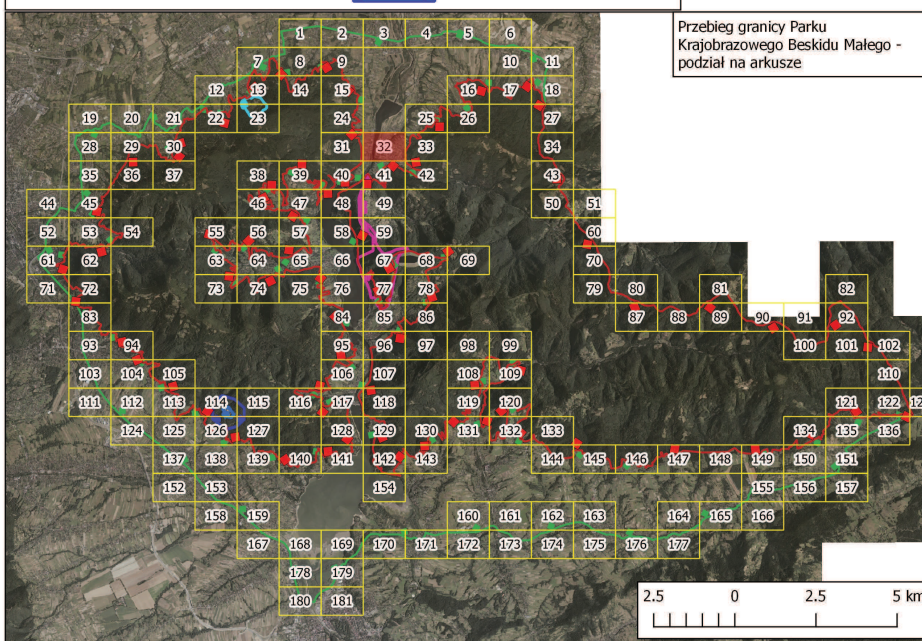 Przebieg granicy Parku
Krajobrazowego Beskidu Małego -
podział na arkusze
1 2 3 4 5 6
7 8 9 10 11
12 13 14 15 16 17 18
19 20 21 22 23 24 25 26 27
28 29 30 31 32 33 34
35 36 37 38 39 40 41 42 43
44 45 46 47 48 49 50 51
52 53 54 55 56 57 58 59 60
61 62 63 64 65 66 67 68 69 70
71 72 73 74 75 76 77 78 79 80 81 82
83 84 85 86 87 88 89 90 91 92
93 94 95 96 97 98 99 100 101 102
103 104 105 106 107 108 109 110
111 112 113 114 115 116 117 118 119 120 121 122 12
124 125 126 127 128 129 130 131 132 133 134 135 136
137 138 139 140 141 142 143 144 145 146 147 148 149 150 151
152 153 154 155 156 157
158 159 160 161 162 163 164 165 166
167 168 169 170 171 172 173 174 175 176 177
178 179
180 181
2.5 0 2.5 5 km